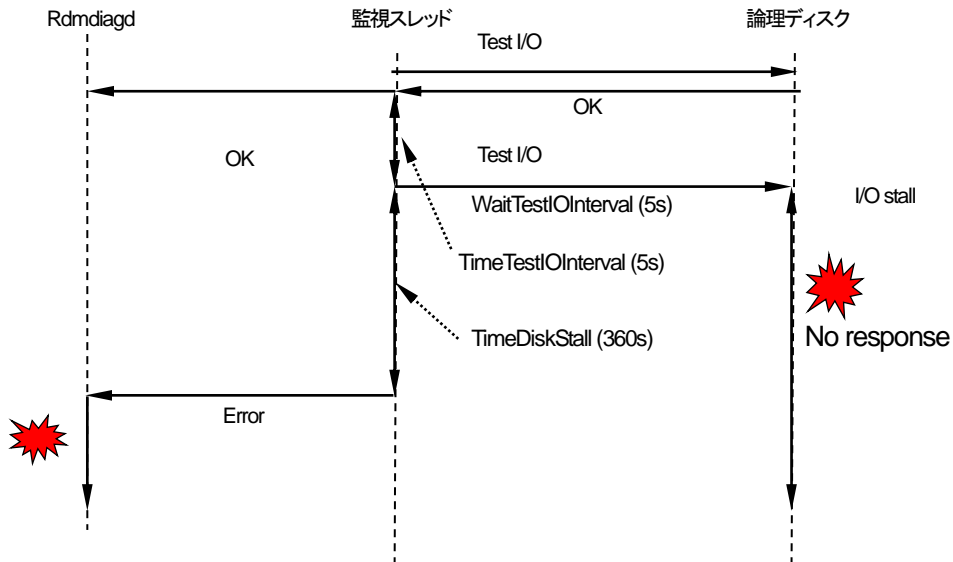 Rdmdiagd
監視スレッド
論理ディスク
Test I/O
OK
OK
Test I/O
WaitTestIOInterval (5s)
I/O stall
TimeTestIOInterval (5s)
TimeDiskStall (360s)
No response
Error